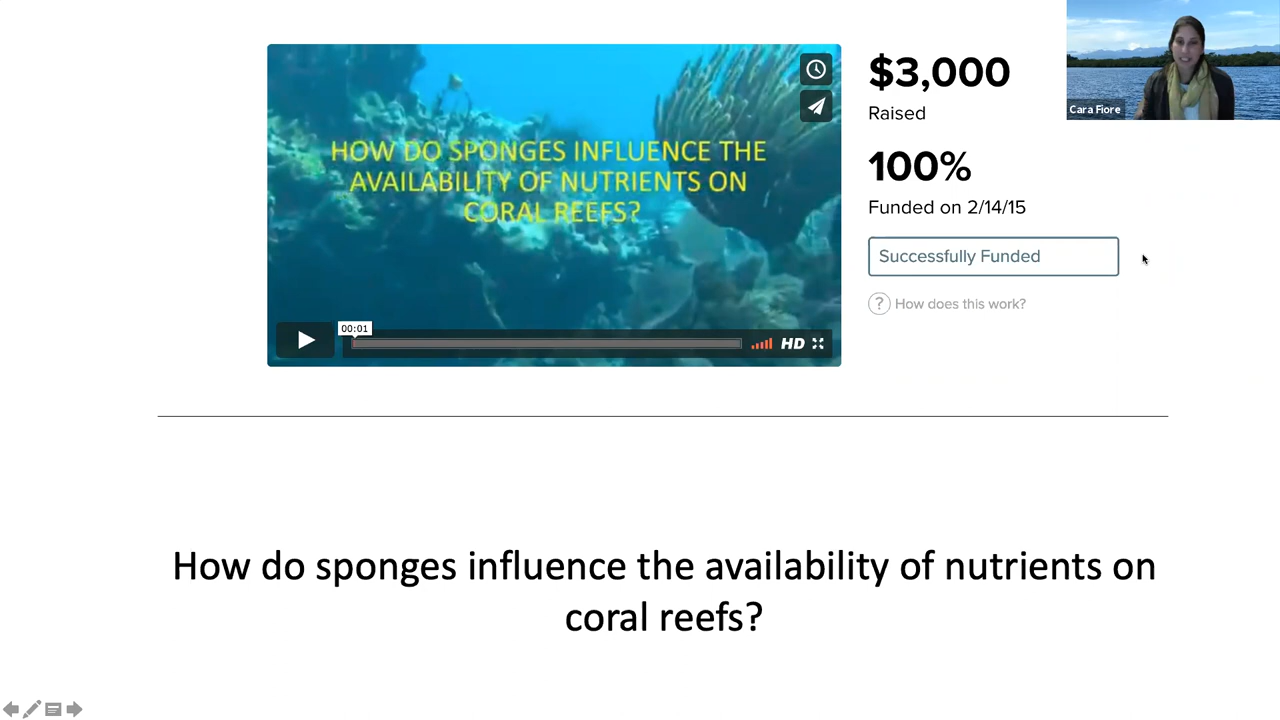 HOW DO SPONGES INFLUENCE THE
AVAILABILITY OF NUTRIENTS ON
CORAL REEFS?
00:01
HD
$3,000
Raised
100%
Funded on 2/14/15
Successfully Funded
? How does this work?
Cara Fiore
How do sponges influence the availability of nutrients on
coral reefs?